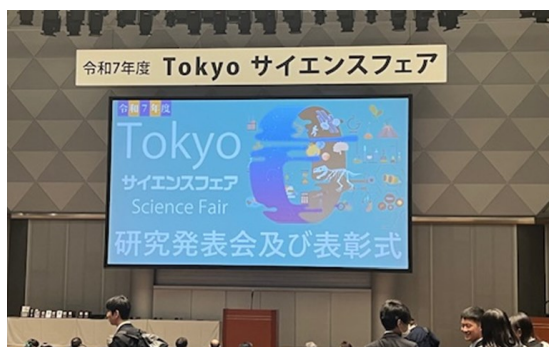 令和7年度 Tokyo サイエンスフェア
令和7年度
Tokyo
サイエンスフェア
Science Fair
研究発表会及び表彰式